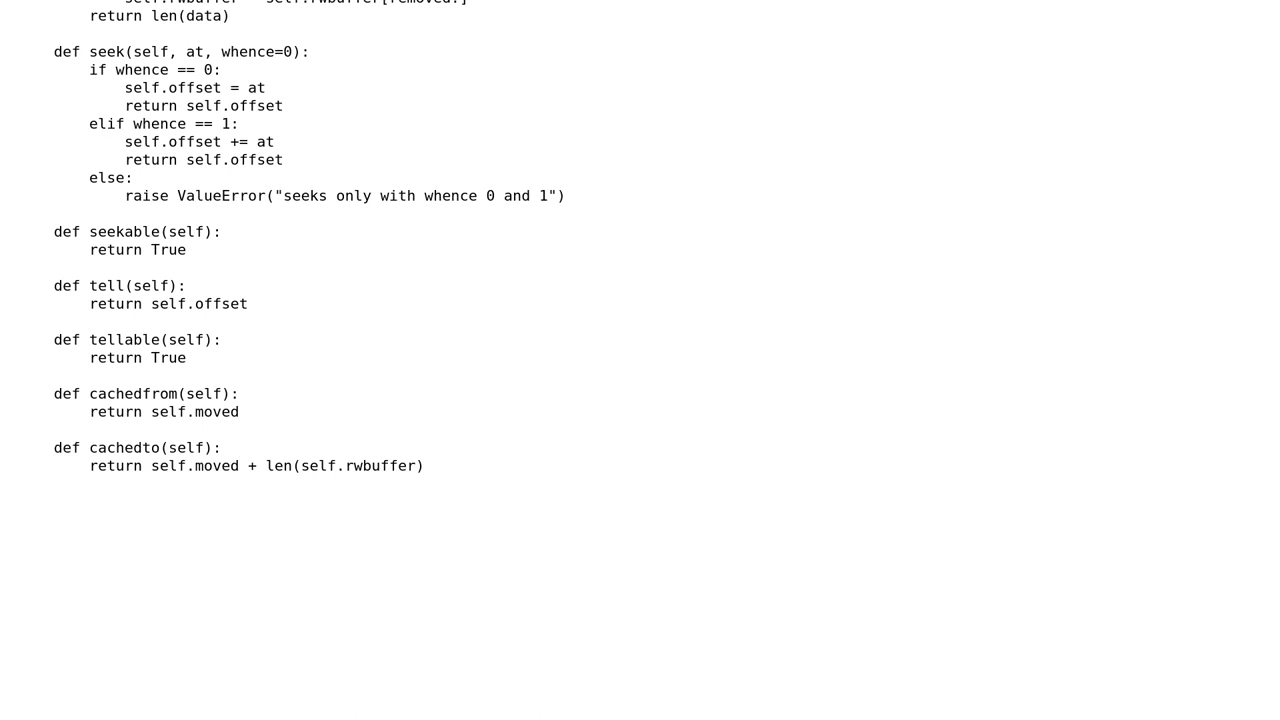 return len(data)

    def seek(self, at, whence=0):
        if whence == 0:
            self.offset = at
            return self.offset
        elif whence == 1:
            self.offset += at
            return self.offset
        else:
            raise ValueError("seeks only with whence 0 and 1")

    def seekable(self):
        return True

    def tell(self):
        return self.offset

    def tellable(self):
        return True

    def cachedfrom(self):
        return self.moved

    def cachedto(self):
        return self.moved + len(self.rwbuffer)